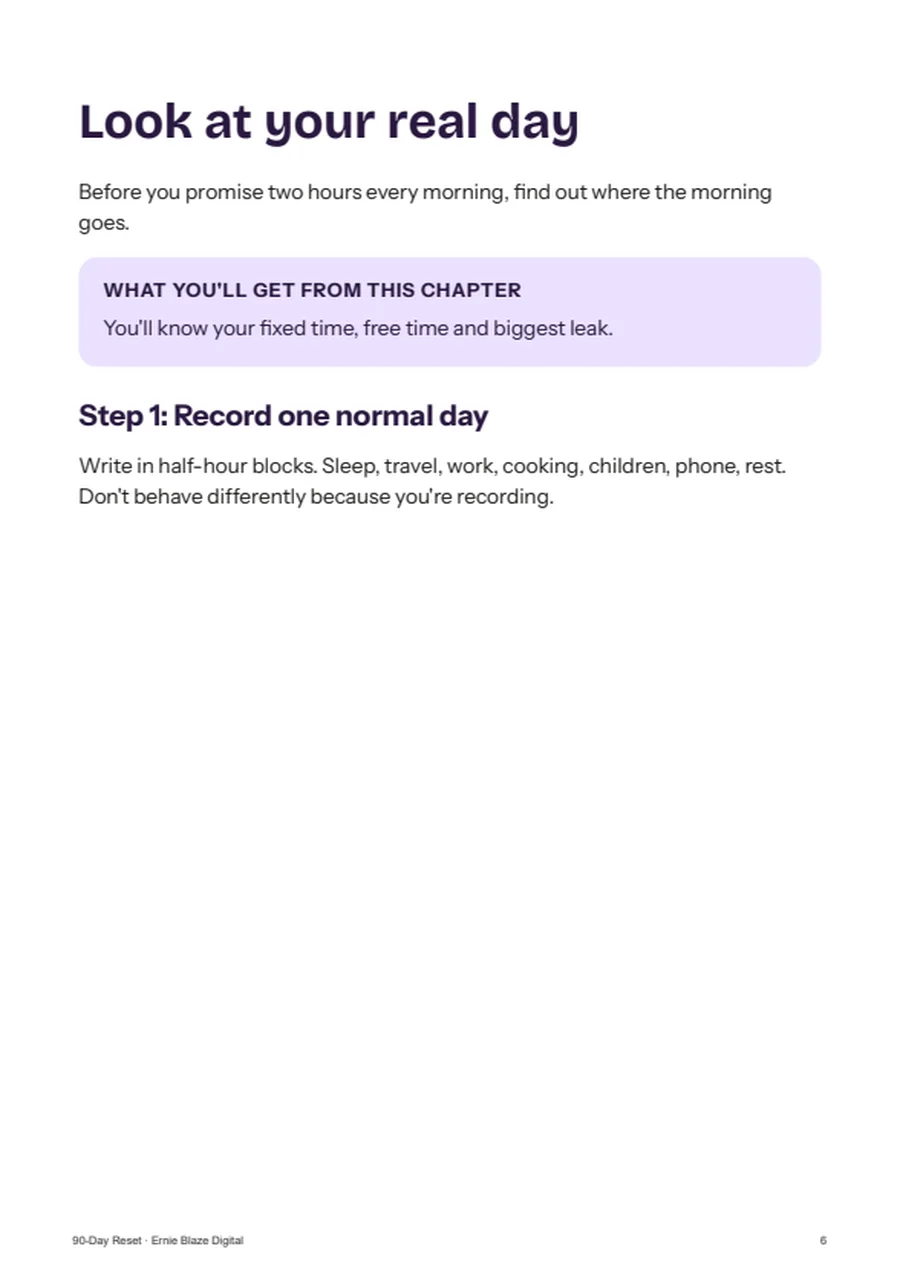 Look at your real day
Before you promise two hours every morning, find out where the morning
goes.
WHAT YOU'LL GET FROM THIS CHAPTER
You'll know your fixed time, free time and biggest leak.
Step 1: Record one normal day
Write in half-hour blocks. Sleep, travel, work, cooking, children, phone, rest.
Don't behave differently because you're recording.
90-Day Reset · Ernie Blaze Digital
6